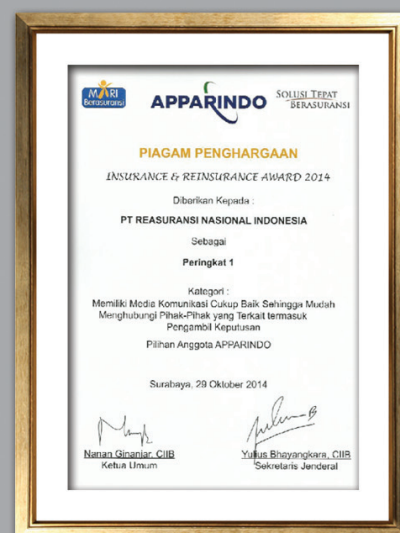 MARI
Berasuransi
APPARINDO
SOLUSI TEPAT
BERASURANSI
PIAGAM PENGHARGAAN
INSURANCE & REINSURANCE AWARD 2014
Diberikan Kepada :
PT REASURANSI NASIONAL INDONESIA
Sebagai
Peringkat 1
Kategori :
Memiliki Media Komunikasi Cukup Baik Sehingga Mudah
Menghubungi Pihak-Pihak yang Terkait termasuk
Pengambil Keputusan
Pilihan Anggota APPARINDO
Surabaya, 29 Oktober 2014
Nanan Ginanjar, CIIB
Ketua Umum
Yulius Bhayangkara, CIIB
Sekretaris Jenderal